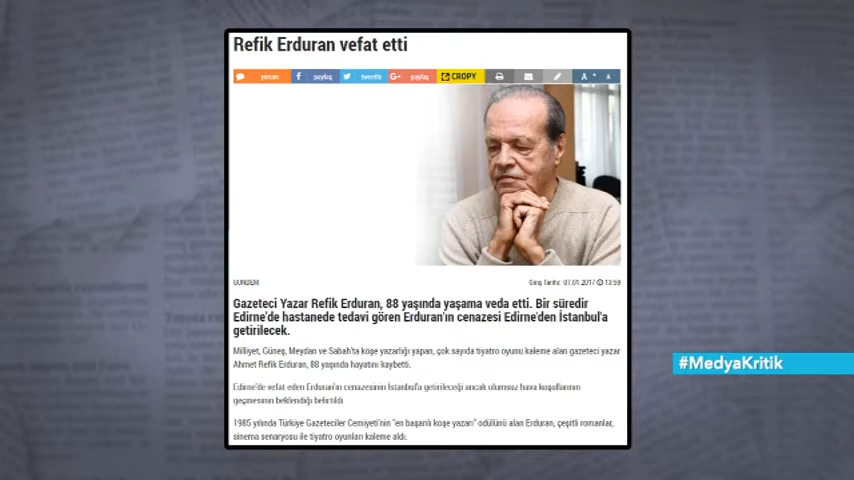 Refik Erduran vefat etti
yorum
paylaş
tweetle
paylaş
CROPY
A +
A
GÜNDEM
Giriş Tarihi: 07.01.2017 13:59
Gazeteci Yazar Refik Erduran, 88 yaşında yaşama veda etti. Bir süredir
Edirne'de hastanede tedavi gören Erduran'ın cenazesi Edirne'den İstanbul'a
getirilecek.
Milliyet, Güneş, Meydan ve Sabah'ta köşe yazarlığı yapan, çok sayıda tiyatro oyunu kaleme alan gazeteci yazar
Ahmet Refik Erduran, 88 yaşında hayatını kaybetti.
Edirne'de vefat eden Erduran'ın cenazesinin İstanbul'a getirileceği ancak olumsuz hava koşullarının
geçmesinin beklendiği belirtildi
1985 yılında Türkiye Gazeteciler Cemiyeti'nin "en başarılı köşe yazarı" ödülünü alan Erduran, çeşitli romanlar,
sinema senaryosu ile tiyatro oyunları kaleme aldı.
#MedyaKritik